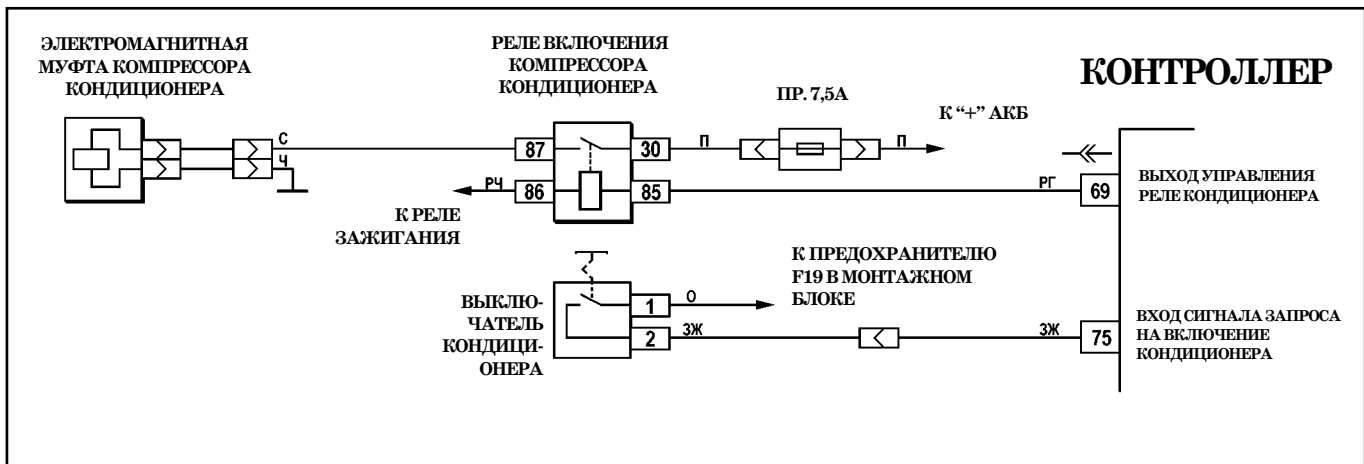 ЭЛЕКТРОМАГНИТНАЯ
МУФТА КОМПРЕССОРА
КОНДИЦИОНЕРА
РЕЛЕ ВКЛЮЧЕНИЯ
КОМПРЕССОРА
КОНДИЦИОНЕРА
ПР. 7,5А
К “+” АКБ
КОНТРОЛЛЕР
С
Ч
87
30
П
П
РЧ
86
85
РГ
69
ВЫХОД УПРАВЛЕНИЯ
РЕЛЕ КОНДИЦИОНЕРА
К РЕЛЕ
ЗАЖИГАНИЯ
К ПРЕДОХРАНИТЕЛЮ
F19 В МОНТАЖНОМ
БЛОКЕ
ВЫКЛЮ-
ЧАТЕЛЬ
КОНДИЦИ-
ОНЕРА
1
О
2
ЗЖ
ЗЖ
75
ВХОД СИГНАЛА ЗАПРОСА
НА ВКЛЮЧЕНИЕ
КОНДИЦИОНЕРА